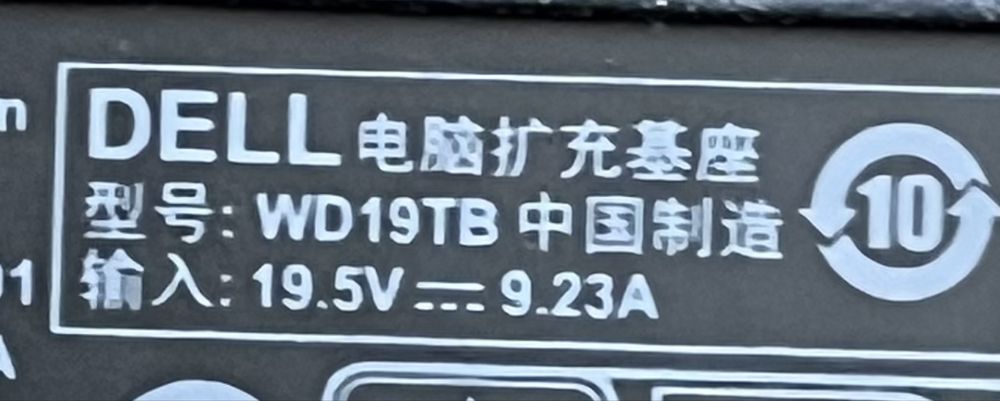 DELL 电脑扩充基座
型号: WD19TB 中国制造
输入: 19.5V ⎓ 9.23A
10